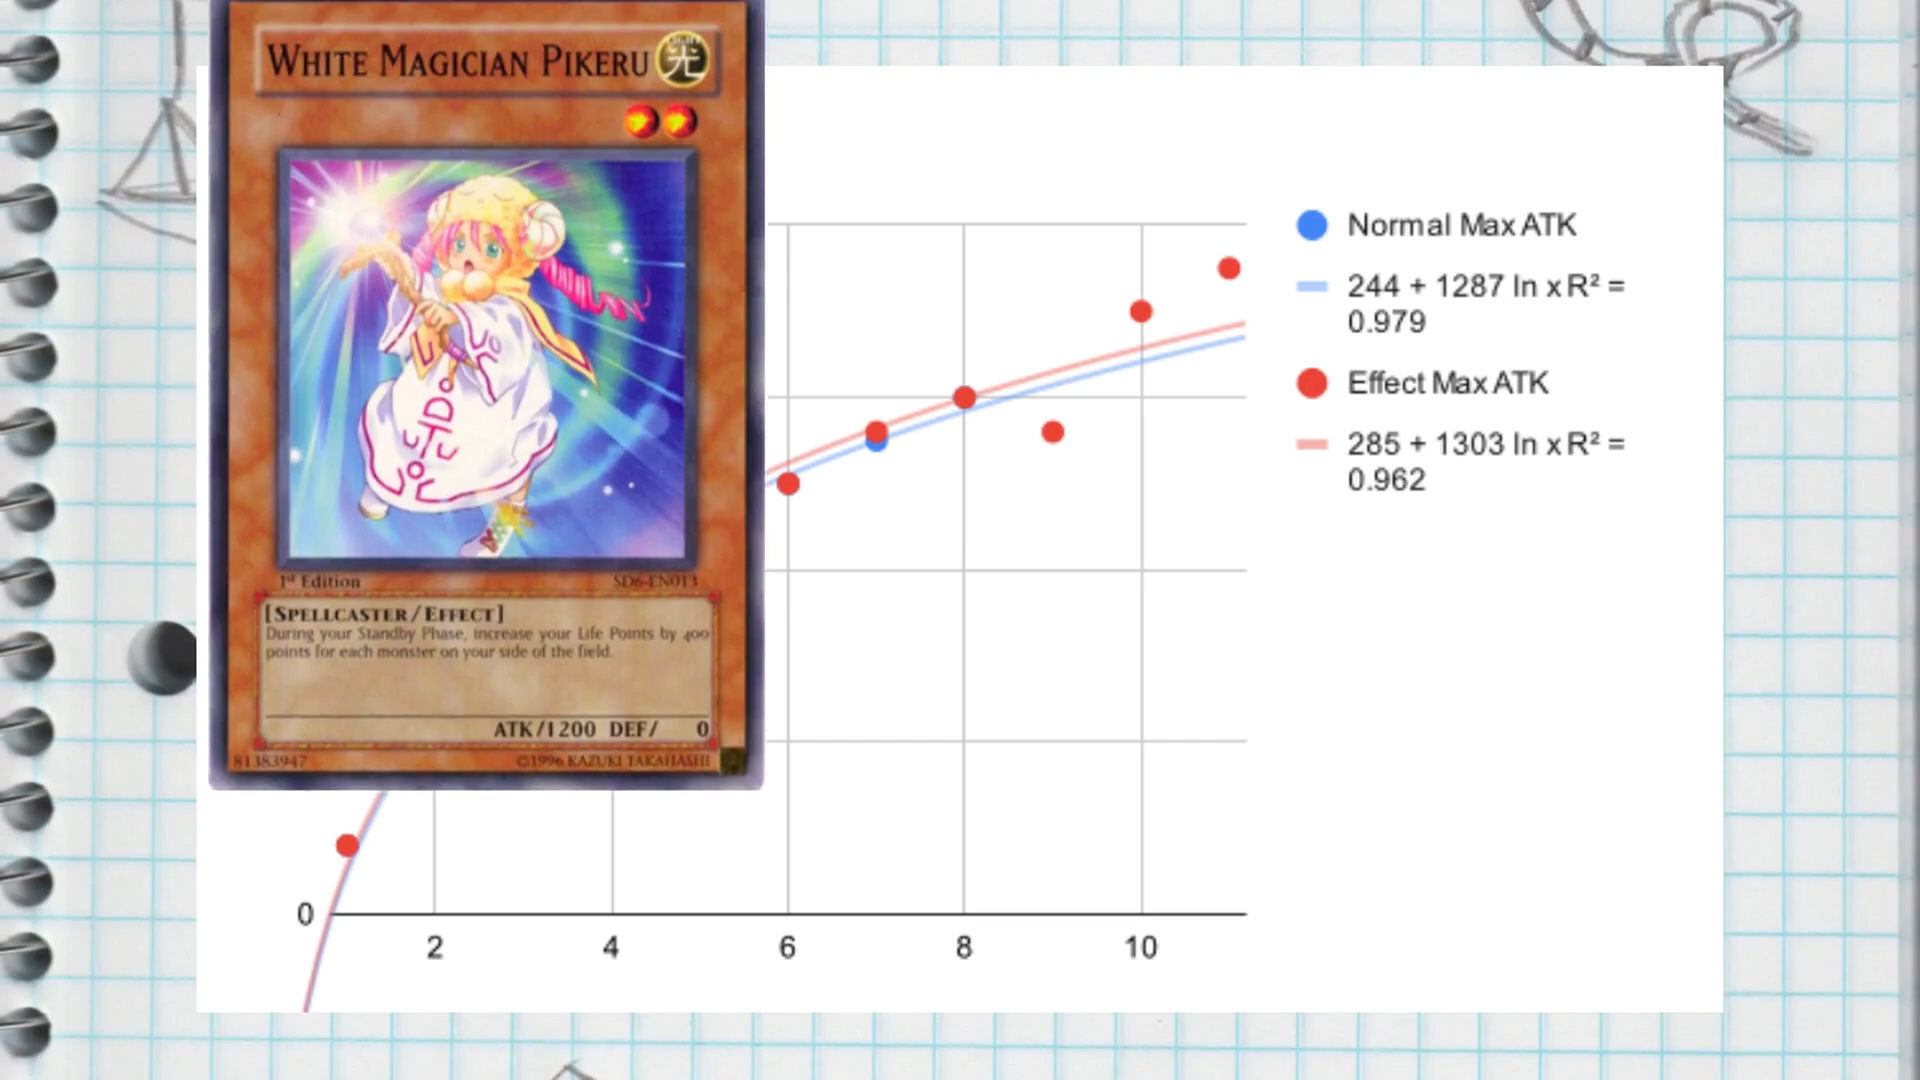 WHITE MAGICIAN PIKERU
光
1st Edition
SD6-EN013
[SPELLCASTER/EFFECT]
During your Standby Phase, increase your Life Points by 400
points for each monster on your side of the field.
ATK/1200 DEF/ 0
81383947
©1996 KAZUKI TAKAHASHI
Normal Max ATK
244 + 1287 ln x R² =
0.979
Effect Max ATK
285 + 1303 ln x R² =
0.962
0
2 4 6 8 10